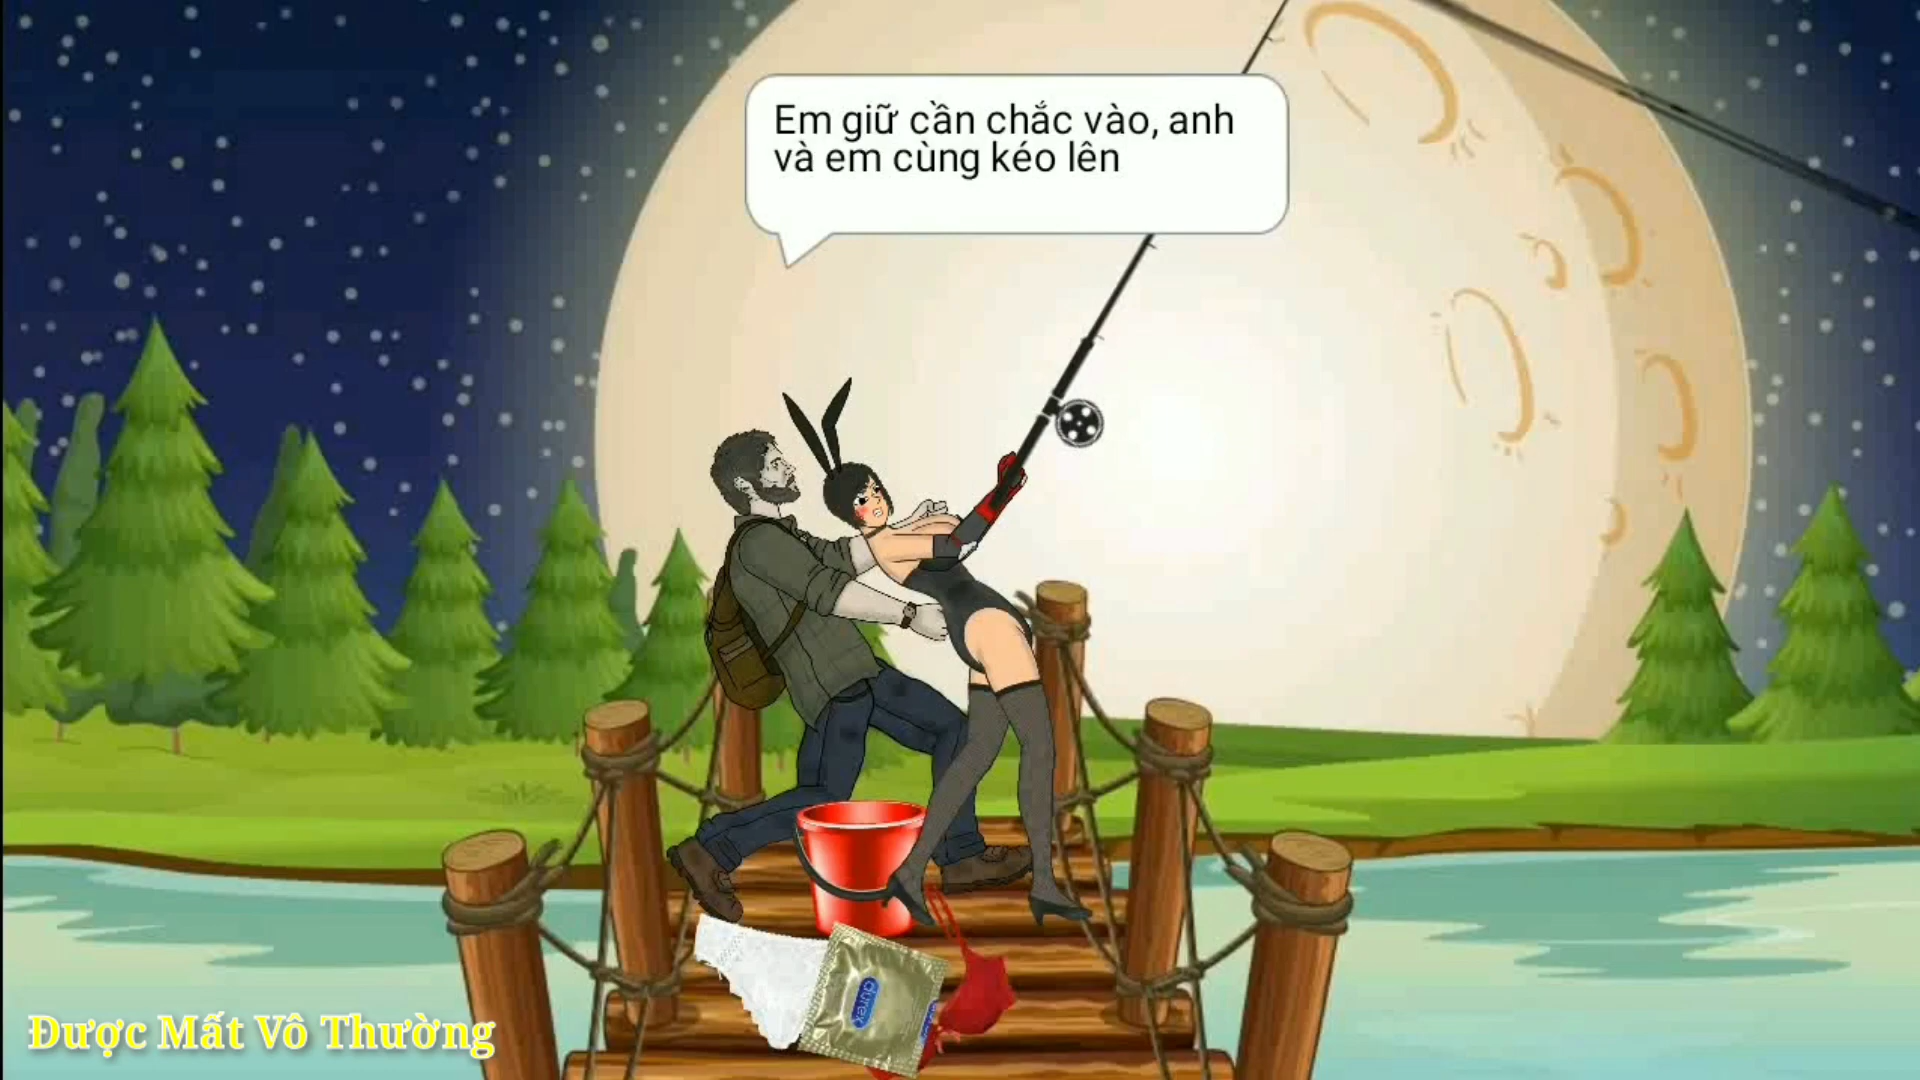 Em giữ cần chắc vào, anh
và em cùng kéo lên
durex
Được Mất Vô Thường